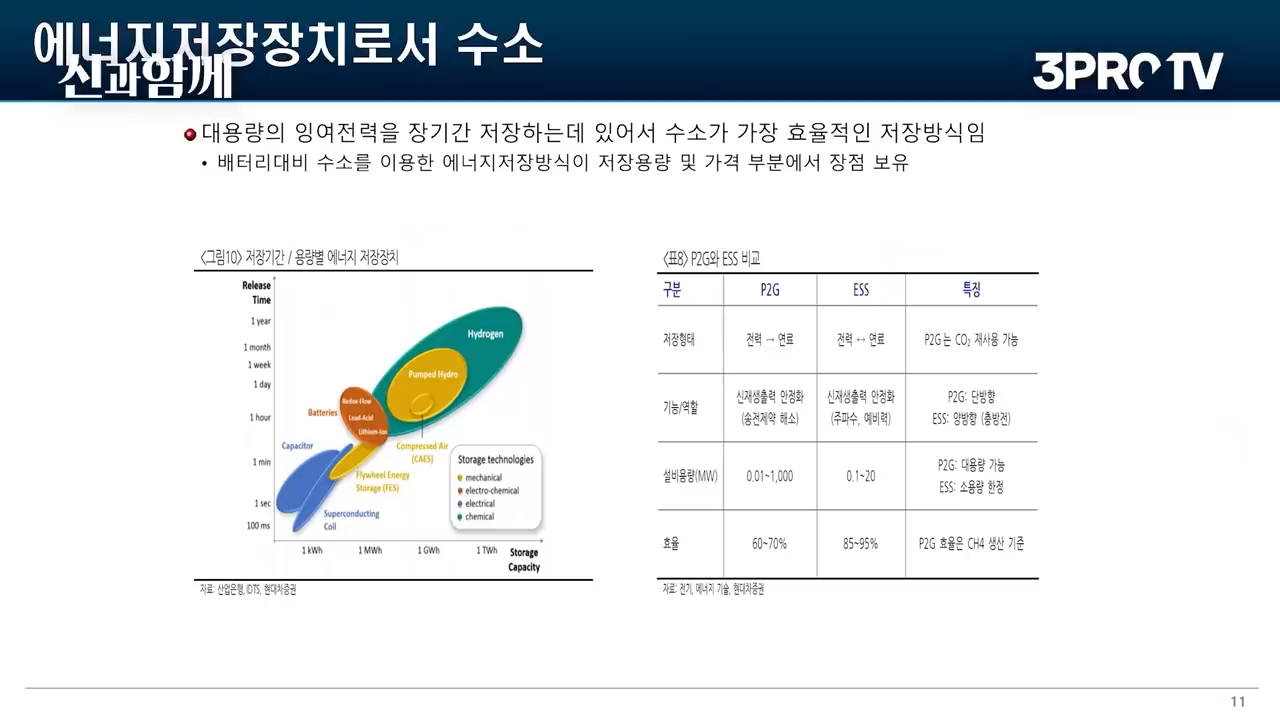 에너지저장장치로서 수소
신과함께
3PROTV
대용량의 잉여전력을 장기간 저장하는데 있어서 수소가 가장 효율적인 저장방식임
• 배터리대비 수소를 이용한 에너지저장방식이 저장용량 및 가격 부분에서 장점 보유
<그림10> 저장기간 / 용량별 에너지 저장장치
Release
Time
1 year
1 month
1 week
1 day
1 hour
1 min
1 sec
100 ms
Hydrogen
Pumped Hydro
Batteries
Redox-Flow
Lead-Acid
Lithium-Ion
Capacitor
Compressed Air
(CAES)
Flywheel Energy
Storage (FES)
Superconducting
Coil
Storage technologies
mechanical
electro-chemical
electrical
chemical
1 kWh 1 MWh 1 GWh 1 TWh Storage
Capacity
자료: 산업은행, IDTS, 현대차증권
<표8> P2G와 ESS 비교
구분 P2G ESS 특징
저장형태 전력 → 연료 전력 ↔ 연료 P2G는 CO₂ 재사용 가능
기능/역할 신재생출력 안정화 (송전제약 해소) 신재생출력 안정화 (주파수, 예비력) P2G: 단방향 ESS: 양방향 (충방전)
설비용량(MW) 0.01~1,000 0.1~20 P2G: 대용량 가능 ESS: 소용량 한정
효율 60~70% 85~95% P2G 효율은 CH4 생산 기준
자료: 전기, 에너지 기술, 현대차증권
11